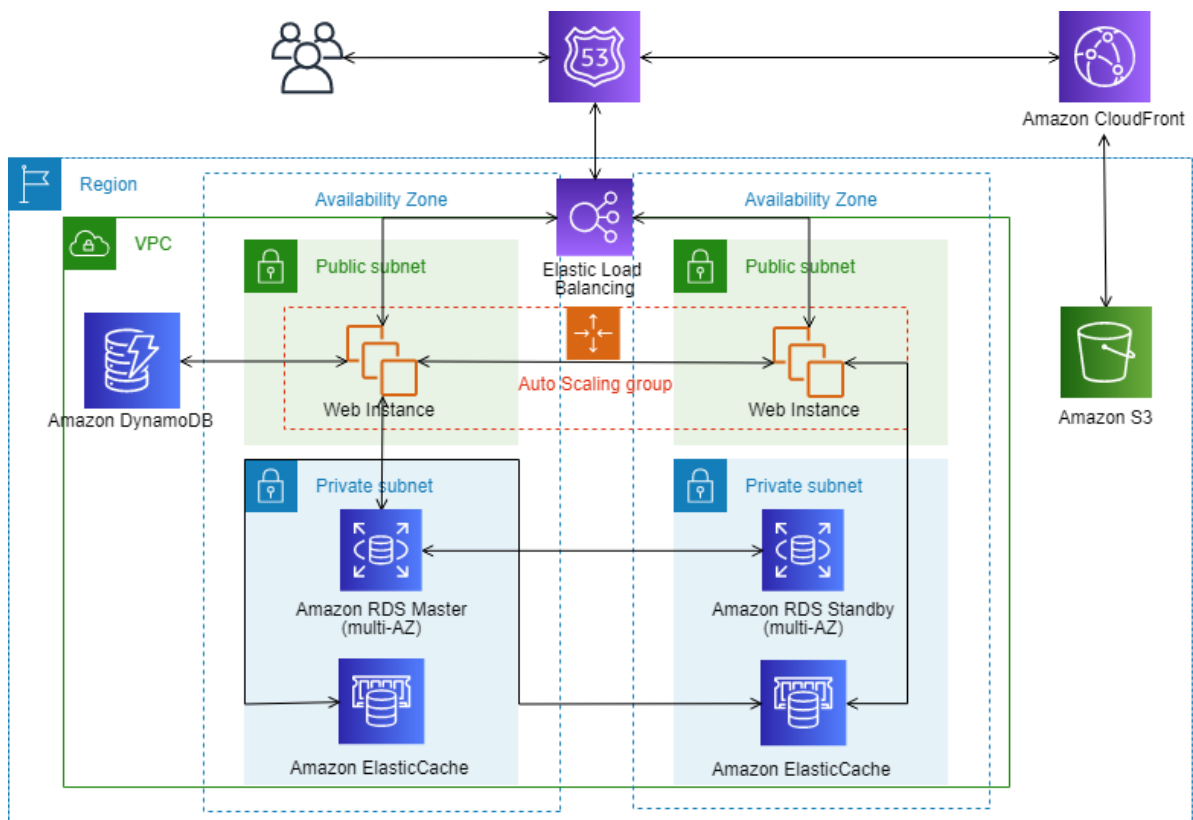 53
Amazon CloudFront
Region
Availability Zone
Availability Zone
VPC
Public subnet
Elastic Load
Balancing
Public subnet
Auto Scaling group
Web Instance
Web Instance
Amazon DynamoDB
Amazon S3
Private subnet
Private subnet
Amazon RDS Master
(multi-AZ)
Amazon RDS Standby
(multi-AZ)
Amazon ElasticCache
Amazon ElasticCache